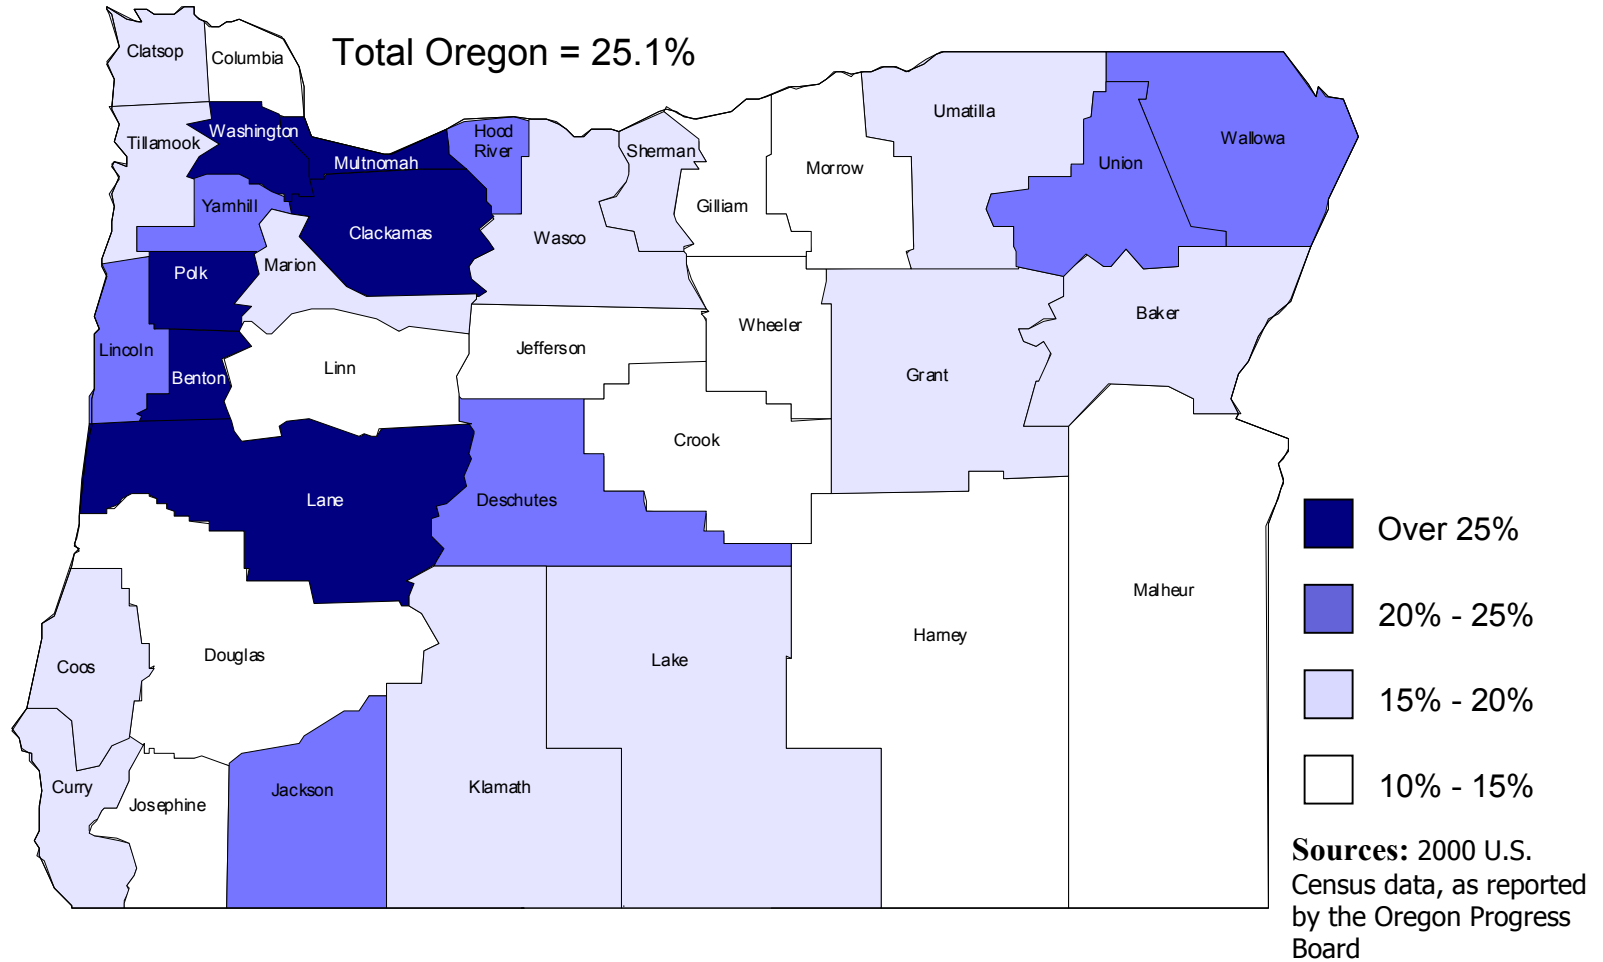 Total Oregon = 25.1%
Clatsop
Columbia
Tillamook
Washington
Multnomah
Hood
River
Sherman
Umatilla
Wallowa
Union
Morrow
Gilliam
Yamhill
Clackamas
Wasco
Marion
Polk
Wheeler
Baker
Lincoln
Benton
Linn
Jefferson
Grant
Crook
Lane
Deschutes
Malheur
Harney
Douglas
Coos
Lake
Curry
Josephine
Jackson
Klamath
Over 25%
20% - 25%
15% - 20%
10% - 15%
Sources: 2000 U.S.
Census data, as reported
by the Oregon Progress
Board